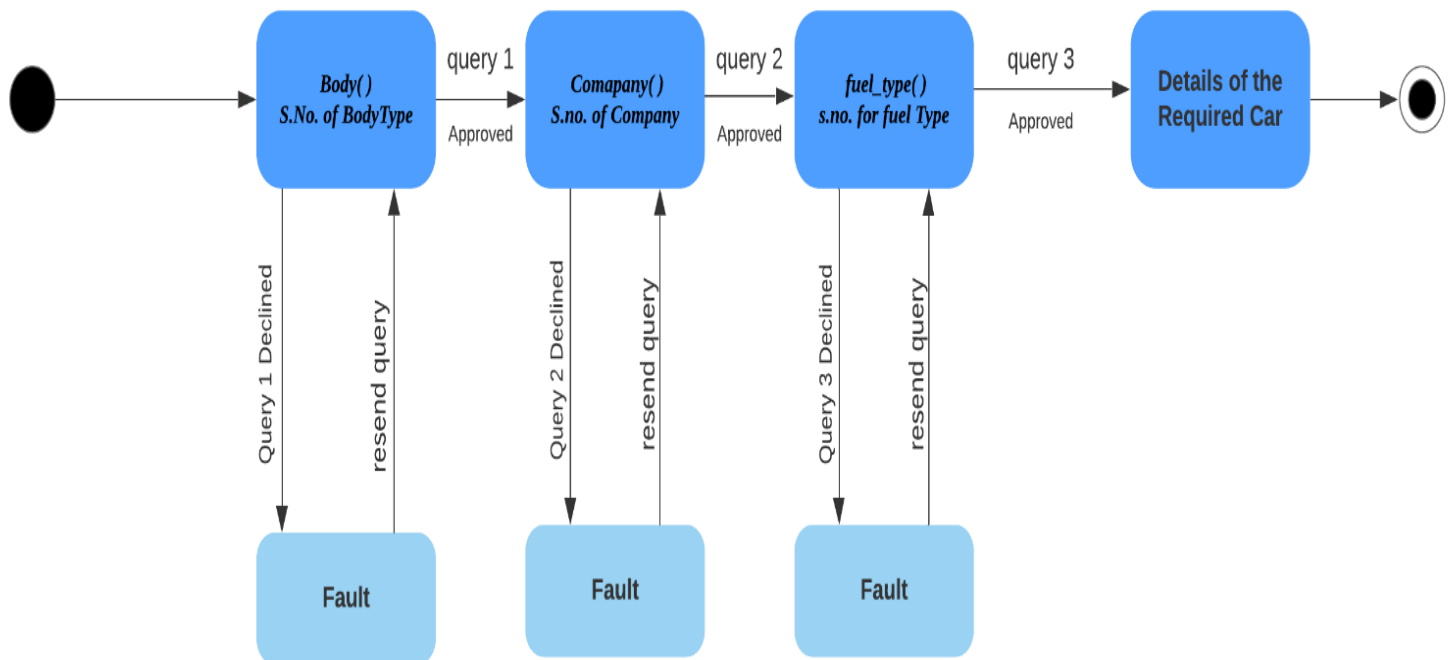 Body( )
S.No. of BodyType
query 1
Approved
Comapany( )
S.no. of Company
query 2
Approved
fuel_type( )
s.no. for fuel Type
query 3
Approved
Details of the
Required Car
Query 1 Declined
resend query
Query 2 Declined
resend query
Query 3 Declined
resend query
Fault
Fault
Fault